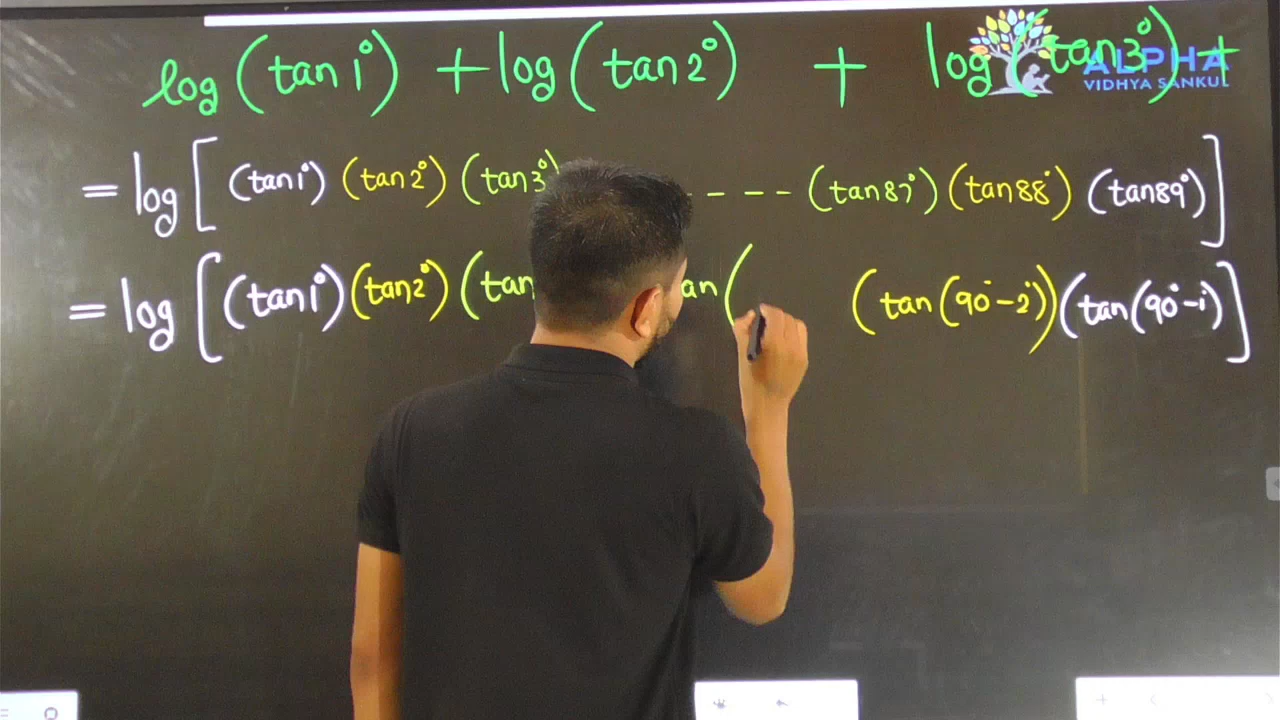 log (tan 1°) + log (tan 2°) + log (tan 3°) +
ALPHA
VIDHYA SANKUL
= log [ (tan 1°) (tan 2°) (tan 3°) - - - - (tan 87°) (tan 88°) (tan 89°) ]
= log [ (tan 1°) (tan 2°) (tan an ( (tan (90° - 2°)) (tan (90° - 1°) ]